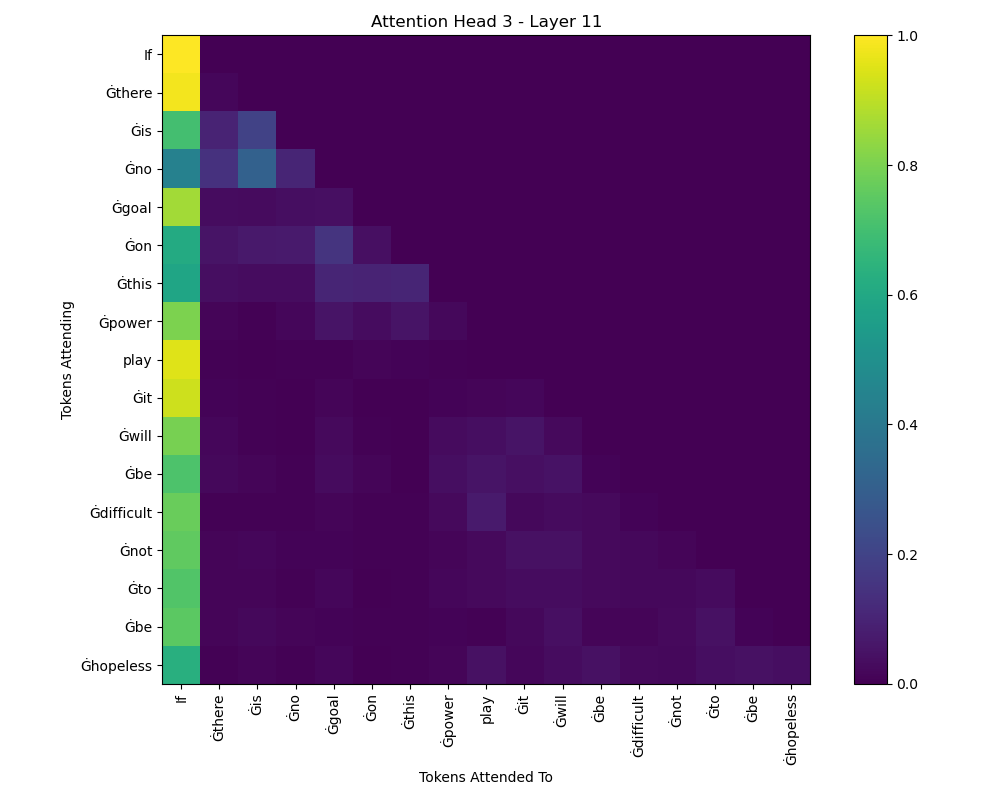 Attention Head 3 - Layer 11
If
Ġthere
Ġis
Ġno
Ġgoal
Ġon
Ġthis
Ġpower
play
Ġit
Ġwill
Ġbe
Ġdifficult
Ġnot
Ġto
Ġbe
Ġhopeless
Tokens Attending
If
Ġthere
Ġis
Ġno
Ġgoal
Ġon
Ġthis
Ġpower
play
Ġit
Ġwill
Ġbe
Ġdifficult
Ġnot
Ġto
Ġbe
Ġhopeless
Tokens Attended To
1.0
0.8
0.6
0.4
0.2
0.0